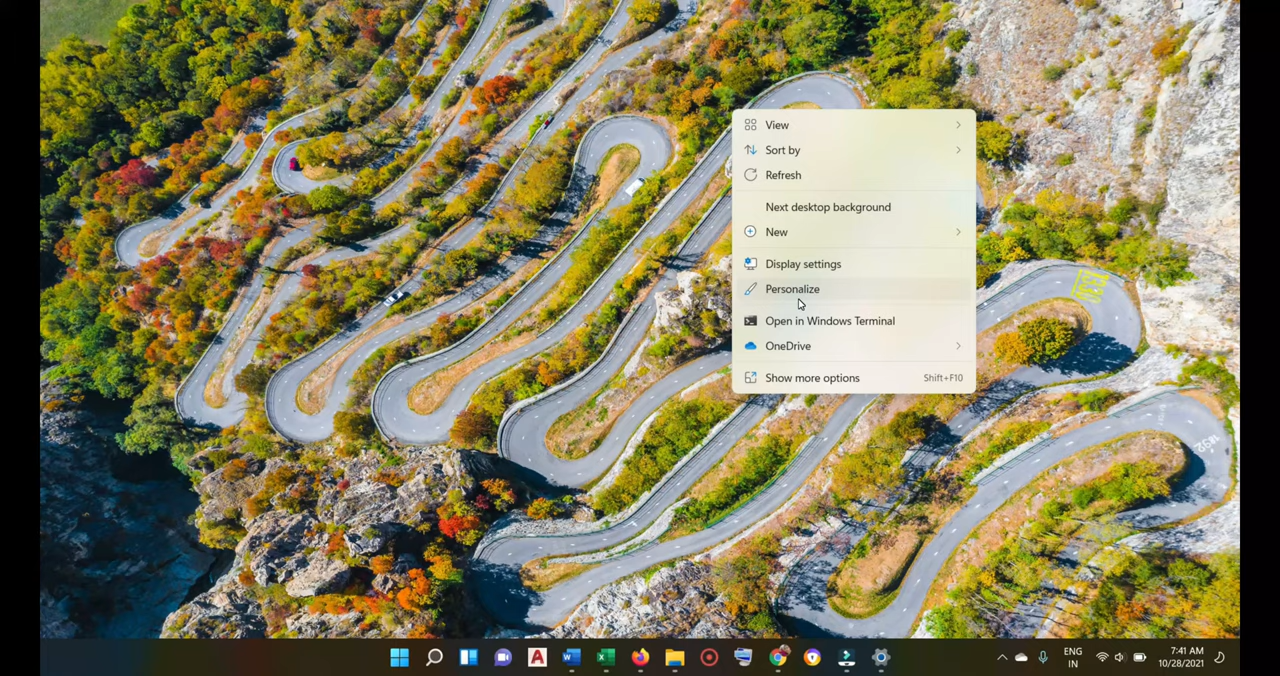 View
Sort by
Refresh
Next desktop background
New
Display settings
Personalize
Open in Windows Terminal
OneDrive
Show more options Shift+F10
ENG
IN
7:41 AM
10/28/2021